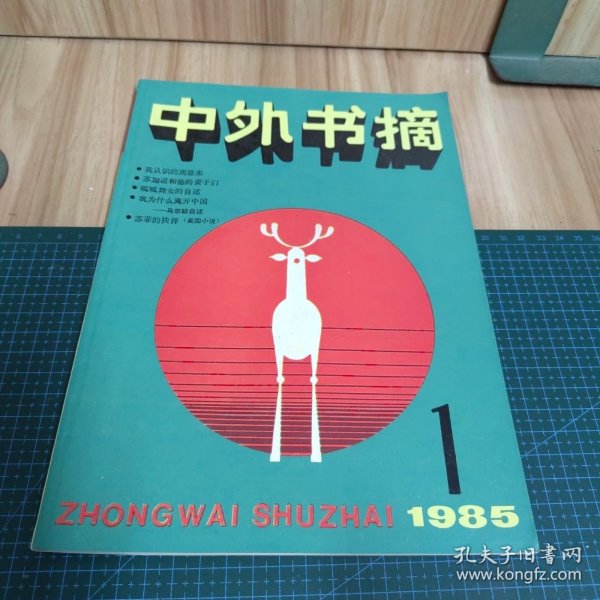 中外书摘
• 我认识的周恩来
• 苏加诺和他的妻子们
• 呱呱舞女的自述
• 我为什么离开中国
——马思聪自述
• 苏菲的抉择（美国小说）
1
ZHONGWAI SHUZHAI 1985
孔夫子旧书网
www.kongfz.com